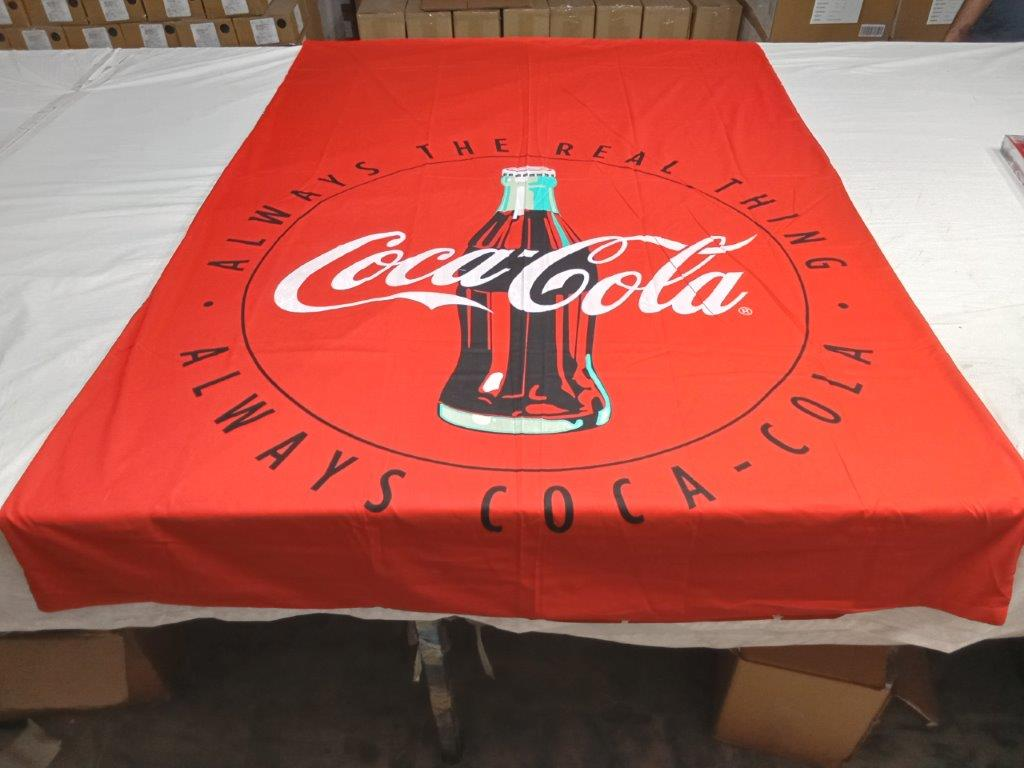 • ALWAYS THE REAL THING •
Coca-Cola®
ALWAYS COCA-COLA